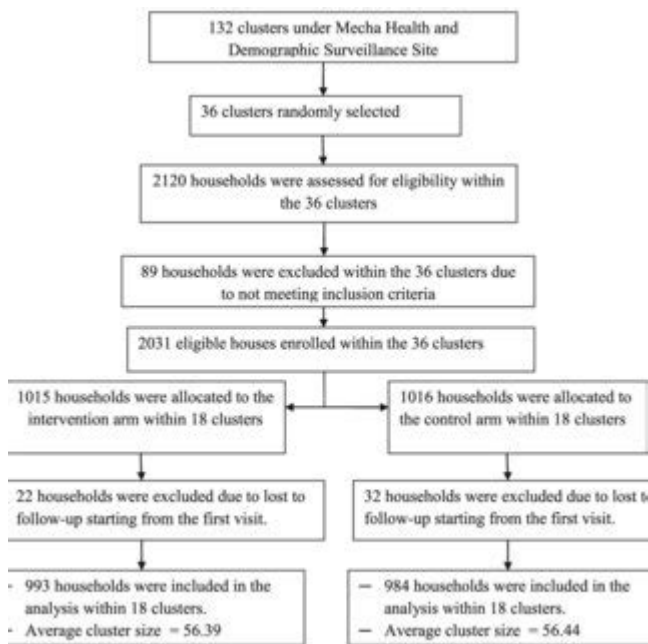 132 clusters under Mecha Health and
Demographic Surveillance Site
36 clusters randomly selected
2120 households were assessed for eligibility within
the 36 clusters
89 households were excluded within the 36 clusters due
to not meeting inclusion criteria
2031 eligible houses enrolled within the 36 clusters
1015 households were allocated to the
intervention arm within 18 clusters
1016 households were allocated to
the control arm within 18 clusters
22 households were excluded due to lost to
follow-up starting from the first visit.
32 households were excluded due to lost to
follow-up starting from the first visit.
993 households were included in the
analysis within 18 clusters.
Average cluster size = 56.39
— 984 households were included in the
analysis within 18 clusters.
— Average cluster size = 56.44